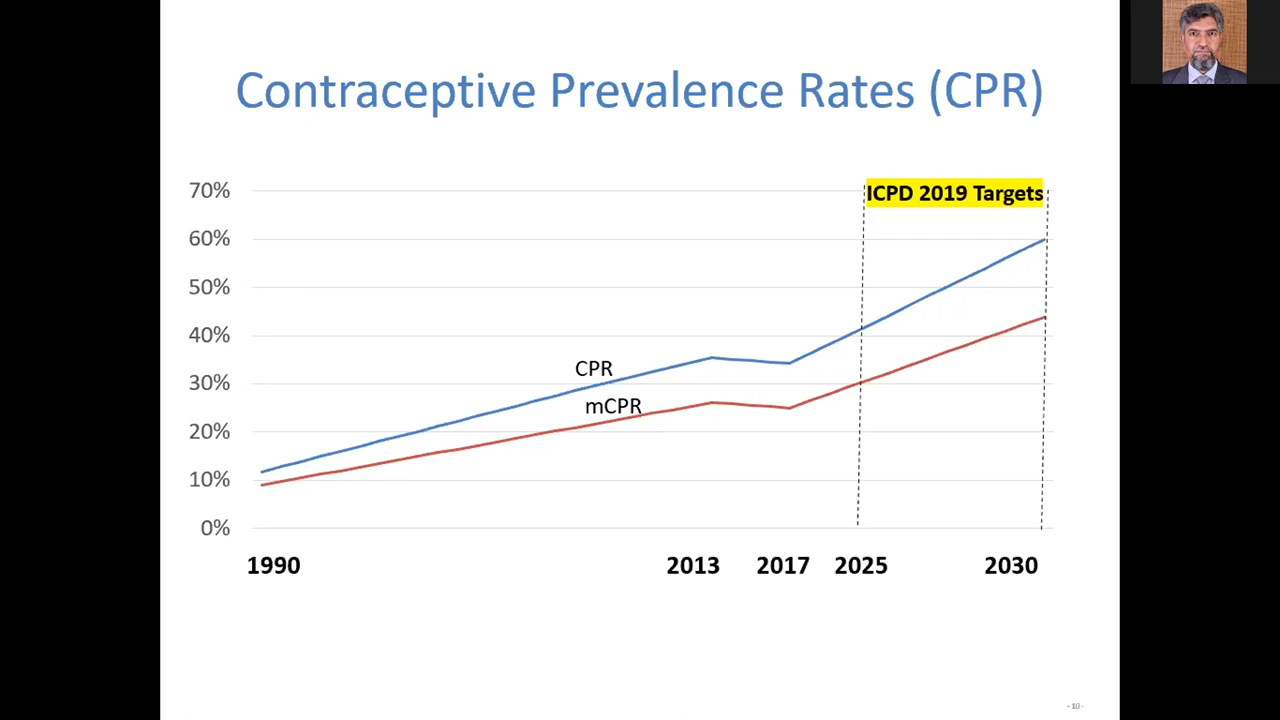 Contraceptive Prevalence Rates (CPR)
70%
ICPD 2019 Targets
60%
50%
40%
CPR
30%
mCPR
20%
10%
0%
1990 2013 2017 2025 2030
- 10 -